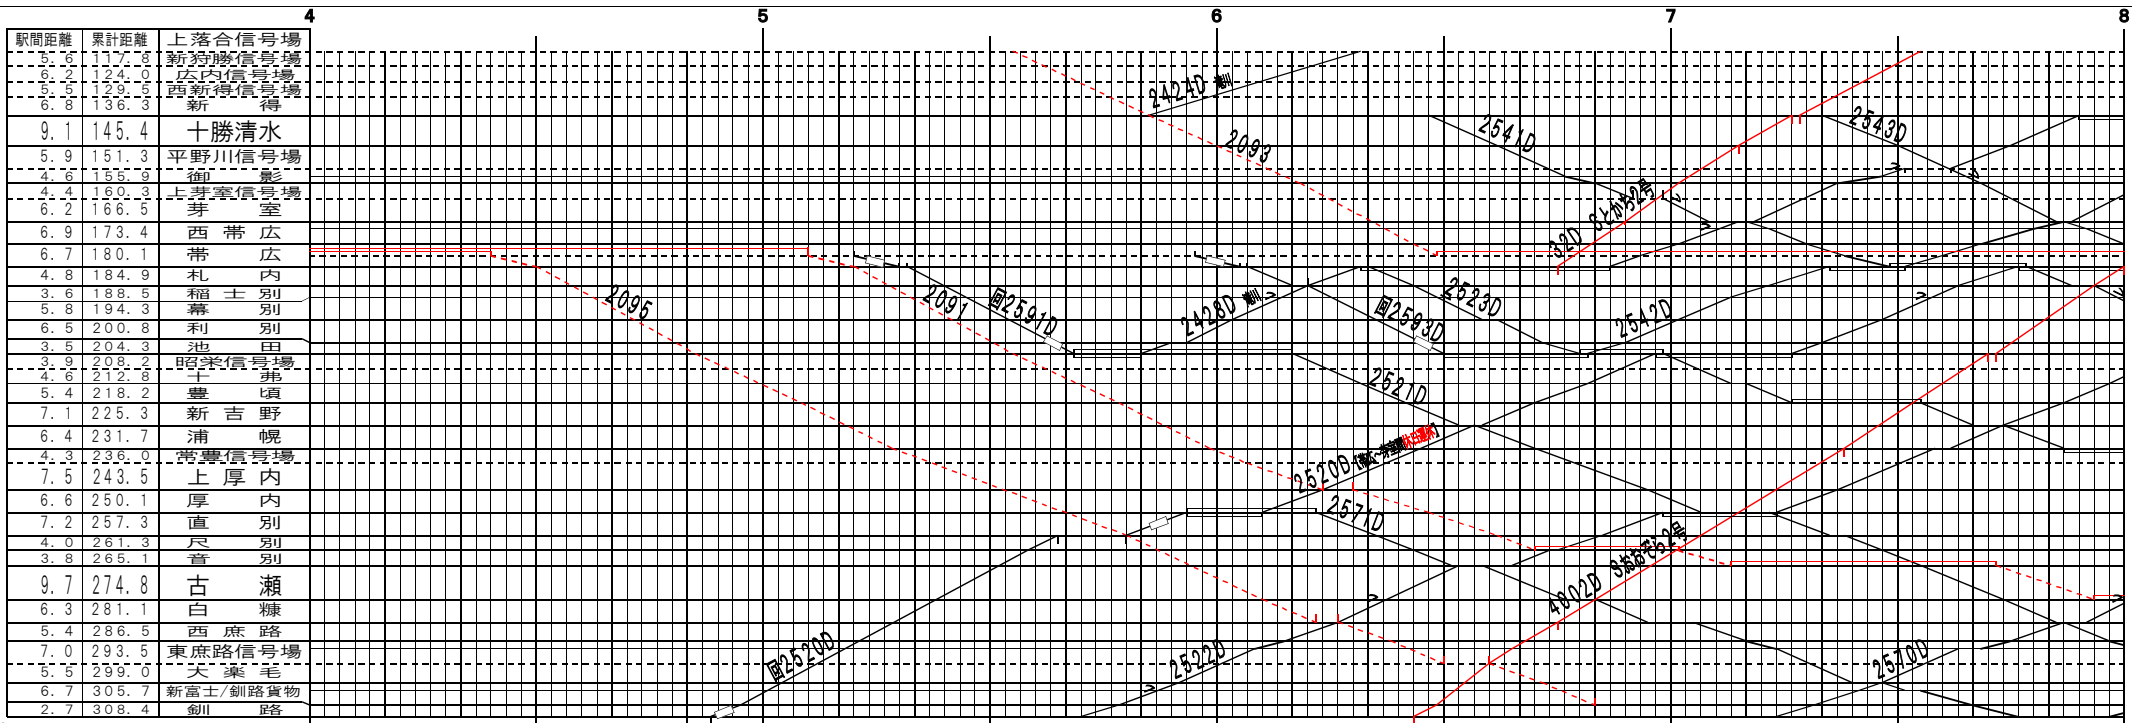 4 5 6 7 8
駅間距離 累計距離 上落合信号場
5.6 117.8 新狩勝信号場
6.2 124.0 広内信号場
5.5 129.5 西新得信号場
6.8 136.3 新得
9.1 145.4 十勝清水
5.9 151.3 平野川信号場
4.6 155.9 御影
4.4 160.3 上芽室信号場
6.2 166.5 芽室
6.9 173.4 西帯広
6.7 180.1 帯広
4.8 184.9 札内
3.6 188.5 稲士別
5.8 194.3 幕別
6.5 200.8 利別
3.5 204.3 池田
3.9 208.2 昭栄信号場
4.6 212.8 十弗
5.4 218.2 豊頃
7.1 225.3 新吉野
6.4 231.7 浦幌
4.3 236.0 常豊信号場
7.5 243.5 上厚内
6.6 250.1 厚内
7.2 257.3 直別
4.0 261.3 尺別
3.8 265.1 音別
9.7 274.8 古瀬
6.3 281.1 白糠
5.4 286.5 西庶路
7.0 293.5 東庶路信号場
5.5 299.0 大楽毛
6.7 305.7 新富士/釧路貨物
2.7 308.4 釧路
2424D
2093
2541D
2543D
32D Sとかち2号
2095
2091
回2591D
2428D
回2593D
2523D
2542D
2521D
2520D [帯広~芽室間休日運休]
2571D
4002D Sおおぞら2号
回2520D
2522D
2570D